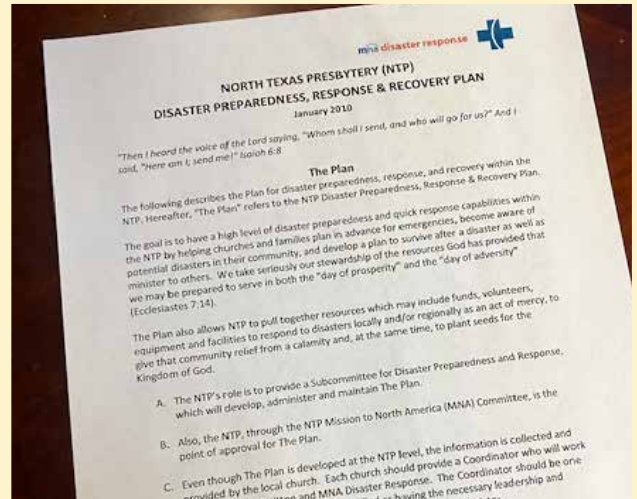 mna disaster response
NORTH TEXAS PRESBYTERY (NTP)
DISASTER PREPAREDNESS, RESPONSE & RECOVERY PLAN
January 2010
"Then I heard the voice of the Lord saying, "Whom shall I send, and who will go for us?" And I
said, "Here am I; send me!" Isaiah 6:8
The Plan
The following describes the Plan for disaster preparedness, response, and recovery within the
NTP. Hereafter, "The Plan" refers to the NTP Disaster Preparedness, Response & Recovery Plan.
The goal is to have a high level of disaster preparedness and quick response capabilities within
the NTP by helping churches and families plan in advance for emergencies, become aware of
potential disasters in their community, and develop a plan to survive after a disaster as well as
minister to others. We take seriously our stewardship of the resources God has provided that
we may be prepared to serve in both the "day of prosperity" and the "day of adversity"
(Ecclesiastes 7:14).
The Plan also allows NTP to pull together resources which may include funds, volunteers,
equipment and facilities to respond to disasters locally and/or regionally as an act of mercy, to
give that community relief from a calamity and, at the same time, to plant seeds for the
Kingdom of God.
A. The NTP's role is to provide a Subcommittee for Disaster Preparedness and Response,
which will develop, administer and maintain The Plan.
B. Also, the NTP, through the NTP Mission to North America (MNA) Committee, is the
point of approval for The Plan.
C. Even though The Plan is developed at the NTP level, the information is collected and
provided by the local church. Each church should provide a Coordinator who will work
and MNA Disaster Response. The Coordinator should be one
as having the necessary leadership and